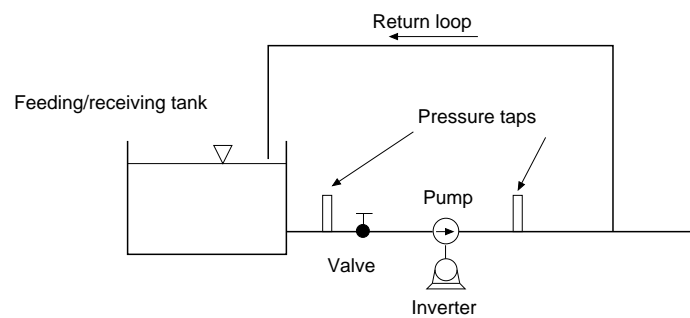 Return loop
Feeding/receiving tank
Pressure taps
Pump
Valve
Inverter